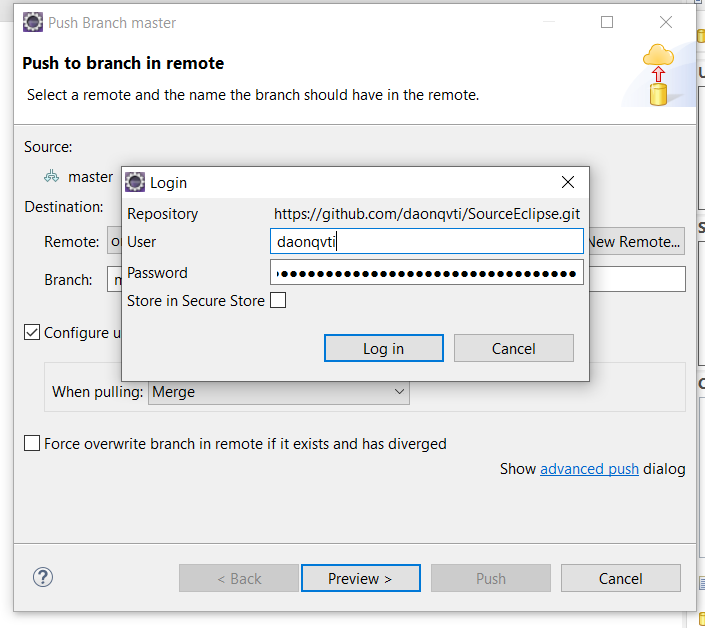 Push Branch master
Push to branch in remote
Select a remote and the name the branch should have in the remote.
Source:
master
Destination:
Remote:
New Remote...
Branch:
Configure u
When pulling: Merge
Force overwrite branch in remote if it exists and has diverged
Show advanced push dialog
< Back
Preview >
Push
Cancel
Login
Repository https://github.com/daonqvti/SourceEclipse.git
User daonqvti
Password
Store in Secure Store
Log in
Cancel